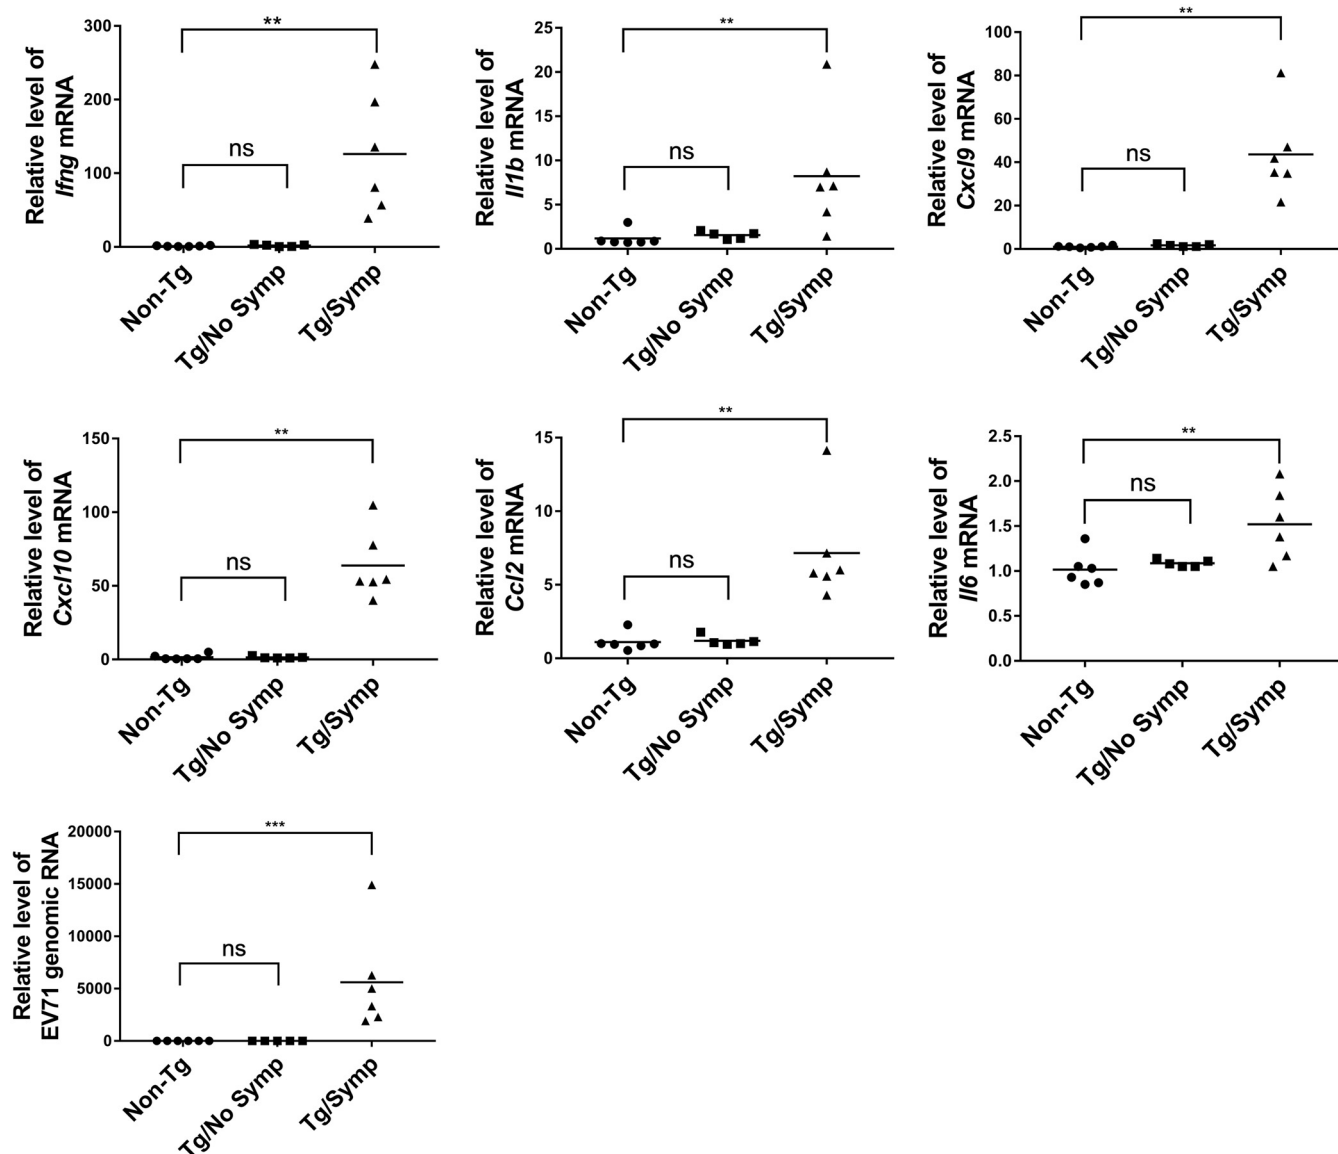 Relative level of
Ifng mRNA
300
200
100
0
**
ns
Non-Tg
Tg/No Symp
Tg/Symp
Relative level of
Il1b mRNA
25
20
15
10
5
0
**
ns
Non-Tg
Tg/No Symp
Tg/Symp
Relative level of
Cxcl9 mRNA
100
80
60
40
20
0
**
ns
Non-Tg
Tg/No Symp
Tg/Symp
Relative level of
Cxcl10 mRNA
150
100
50
0
**
ns
Non-Tg
Tg/No Symp
Tg/Symp
Relative level of
Ccl2 mRNA
15
10
5
0
**
ns
Non-Tg
Tg/No Symp
Tg/Symp
Relative level of
Il6 mRNA
2.5
2.0
1.5
1.0
0.5
0.0
**
ns
Non-Tg
Tg/No Symp
Tg/Symp
Relative level of
EV71 genomic RNA
20000
15000
10000
5000
0
***
ns
Non-Tg
Tg/No Symp
Tg/Symp